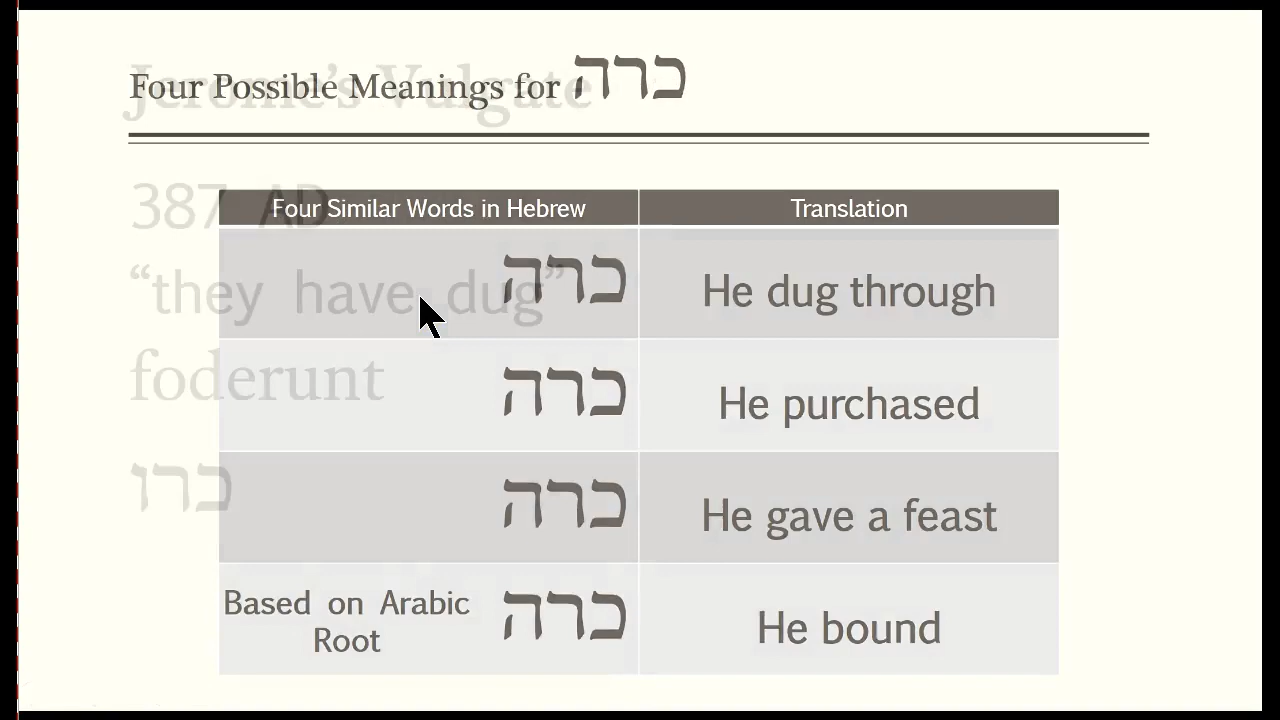 Four Possible Meanings for כרה
Jerome's Vulgate
387 AD
“they have dug”
foderunt
כרו
Four Similar Words in Hebrew Translation
כרה He dug through
כרה He purchased
כרה He gave a feast
Based on Arabic Root כרה He bound